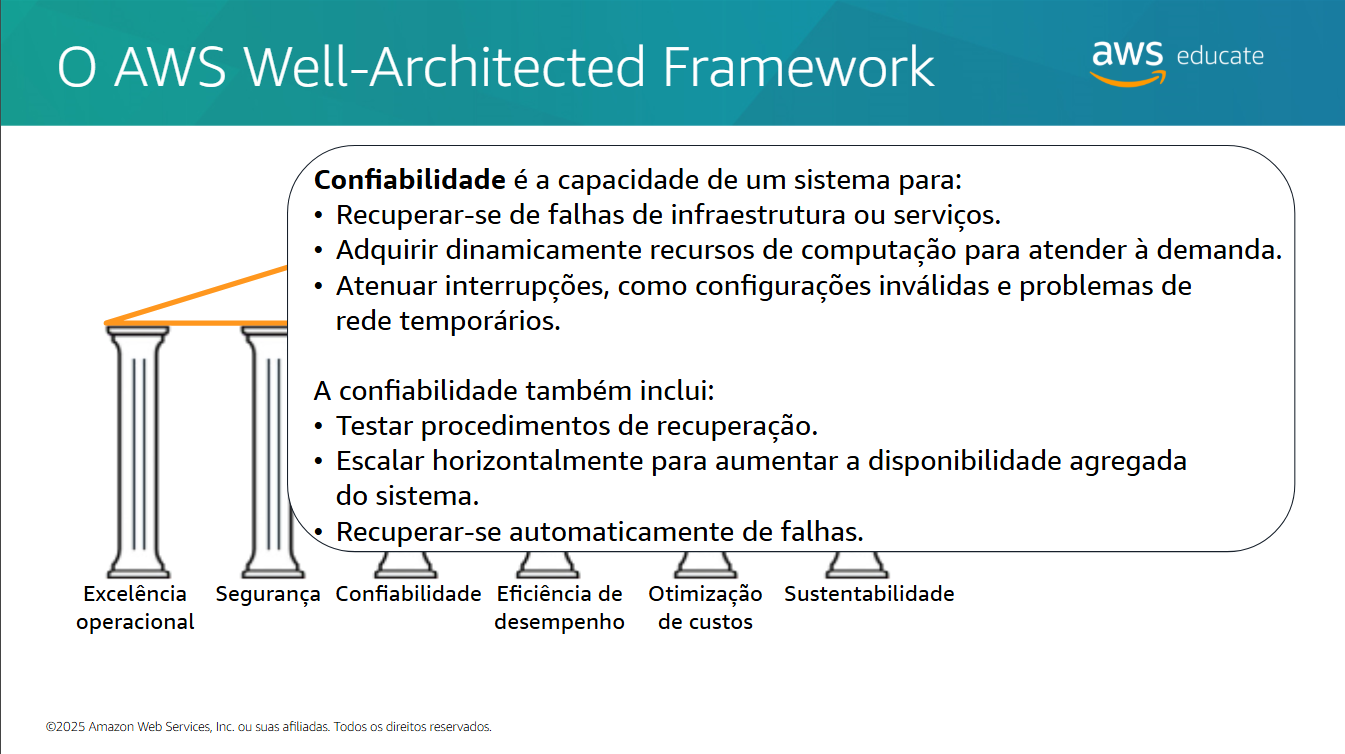 O AWS Well-Architected Framework
aws educate
Confiabilidade é a capacidade de um sistema para:
• Recuperar-se de falhas de infraestrutura ou serviços.
• Adquirir dinamicamente recursos de computação para atender à demanda.
• Atenuar interrupções, como configurações inválidas e problemas de
rede temporários.
A confiabilidade também inclui:
• Testar procedimentos de recuperação.
• Escalar horizontalmente para aumentar a disponibilidade agregada
do sistema.
• Recuperar-se automaticamente de falhas.
Excelência
operacional
Segurança
Confiabilidade
Eficiência de
desempenho
Otimização
de custos
Sustentabilidade
©2025 Amazon Web Services, Inc. ou suas afiliadas. Todos os direitos reservados.